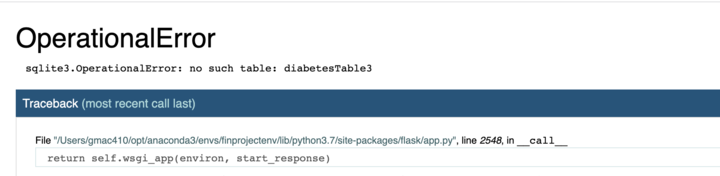 OperationalError
sqlite3.OperationalError: no such table: diabetesTable3
Traceback (most recent call last)
File "/Users/gmac410/opt/anaconda3/envs/finprojectenv/lib/python3.7/site-packages/flask/app.py", line 2548, in __call__
return self.wsgi_app(environ, start_response)